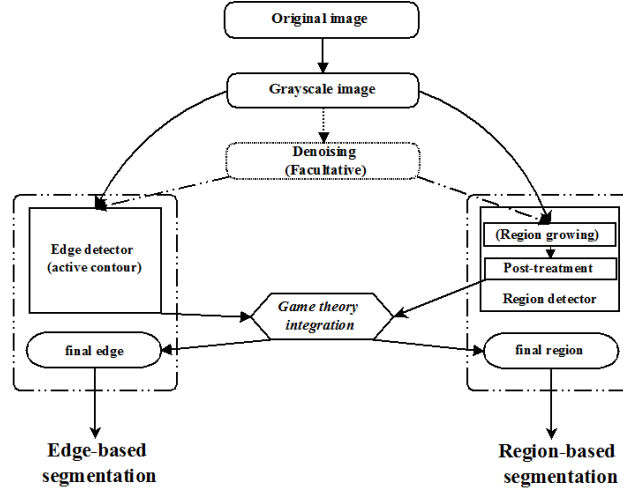 Original image
Grayscale image
Denoising
(Facultative)
Edge detector
(active contour)
(Region growing)
Post-treatment
Region detector
Game theory
integration
final edge
final region
Edge-based
segmentation
Region-based
segmentation